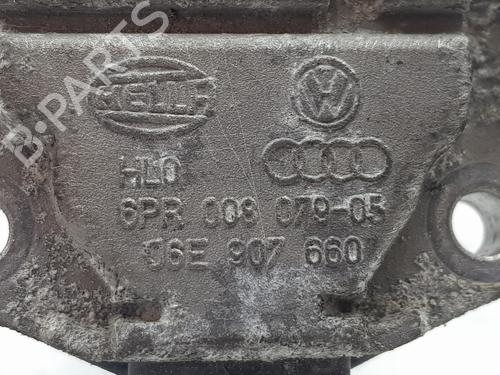 HELLA
HLO
6PR 008 079-05
06E 907 660
B-PARTS